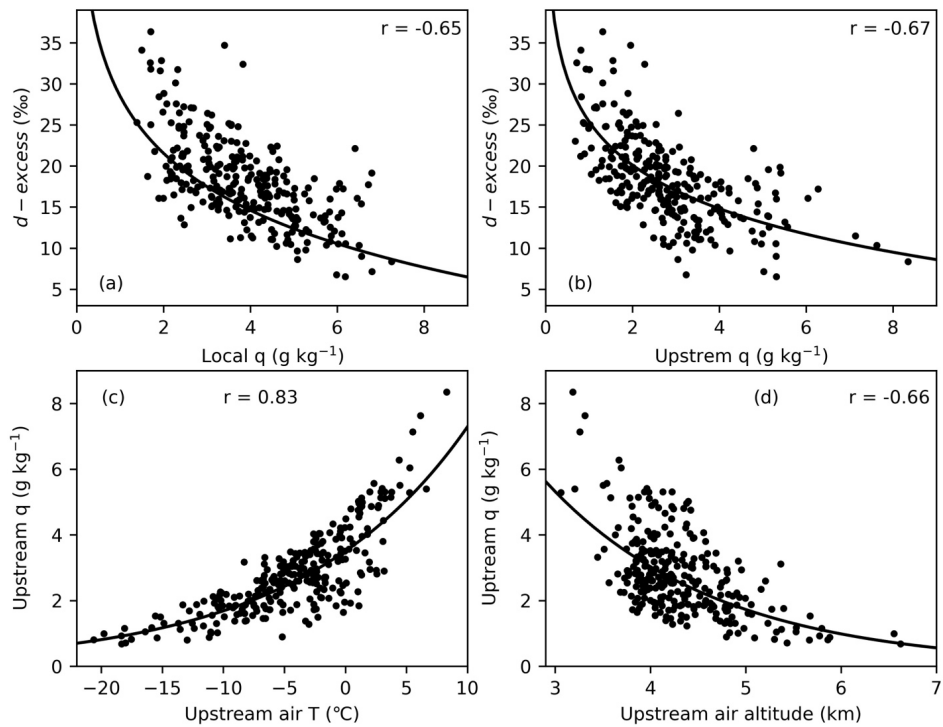 r = -0.65
35
30
25
20
15
10
5
d − excess (‰)
(a)
0 2 4 6 8
Local q (g kg⁻¹)
r = -0.67
35
30
25
20
15
10
5
d − excess (‰)
(b)
0 2 4 6 8
Upstrem q (g kg⁻¹)
(c) r = 0.83
8
6
4
2
0
Upstream q (g kg⁻¹)
−20 −15 −10 −5 0 5 10
Upstream air T (℃)
(d) r = -0.66
8
6
4
2
0
Uptream q (g kg⁻¹)
3 4 5 6 7
Upstream air altitude (km)